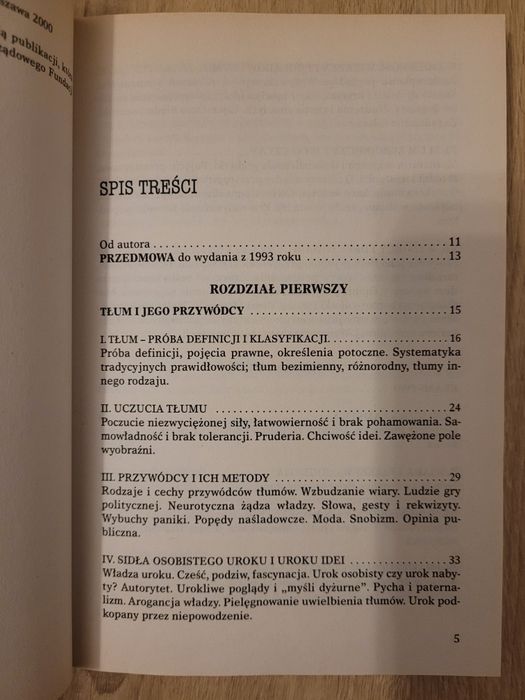 szawa 2000
ą publikacji, któ
ządowego Fundacj
SPIS TREŚCI
Od autora . . . . . . . . . . . . . . . . . . . . . . . . . . . . . . . . . . . . . . . . . . 11
PRZEDMOWA do wydania z 1993 roku . . . . . . . . . . . . . . . . . . . . 13
ROZDZIAŁ PIERWSZY
TŁUM I JEGO PRZYWÓDCY . . . . . . . . . . . . . . . . . . . . . . . . . . . . 15
I. TŁUM – PRÓBA DEFINICJI I KLASYFIKACJI. . . . . . . . . . . . . . . . . 16
Próba definicji, pojęcia prawne, określenia potoczne. Systematyka
tradycyjnych prawidłowości; tłum bezimienny, różnorodny, tłumy in-
nego rodzaju.
II. UCZUCIA TŁUMU . . . . . . . . . . . . . . . . . . . . . . . . . . . . . . . . . . 24
Poczucie niezwyciężonej siły, łatwowierność i brak pohamowania. Sa-
mowładność i brak tolerancji. Pruderia. Chciwość idei. Zawężone pole
wyobraźni.
III. PRZYWÓDCY I ICH METODY . . . . . . . . . . . . . . . . . . . . . . . . . 29
Rodzaje i cechy przywódców tłumów. Wzbudzanie wiary. Ludzie gry
politycznej. Neurotyczna żądza władzy. Słowa, gesty i rekwizyty.
Wybuchy paniki. Popędy naśladowcze. Moda. Snobizm. Opinia pu-
bliczna.
IV. SIDŁA OSOBISTEGO UROKU I UROKU IDEI . . . . . . . . . . . . . . 33
Władza uroku. Cześć, podziw, fascynacja. Urok osobisty czy urok naby-
ty? Autorytet. Urokliwe poglądy i „myśli dyżurne". Pycha i paterna-
lizm. Arogancja władzy. Pielęgnowanie uwielbienia tłumów. Urok pod-
kopany przez niepowodzenie.
5